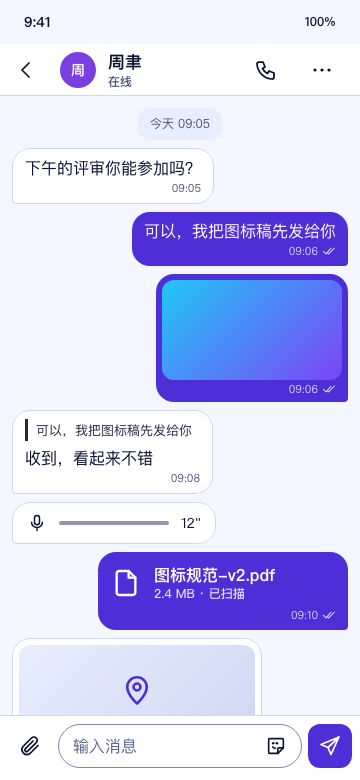 9:41
100%
周
周聿
在线
今天 09:05
下午的评审你能参加吗?
09:05
可以，我把图标稿先发给你
09:06
09:06
可以，我把图标稿先发给你
收到，看起来不错
09:08
12"
图标规范-v2.pdf
2.4 MB · 已扫描
09:10
输入消息